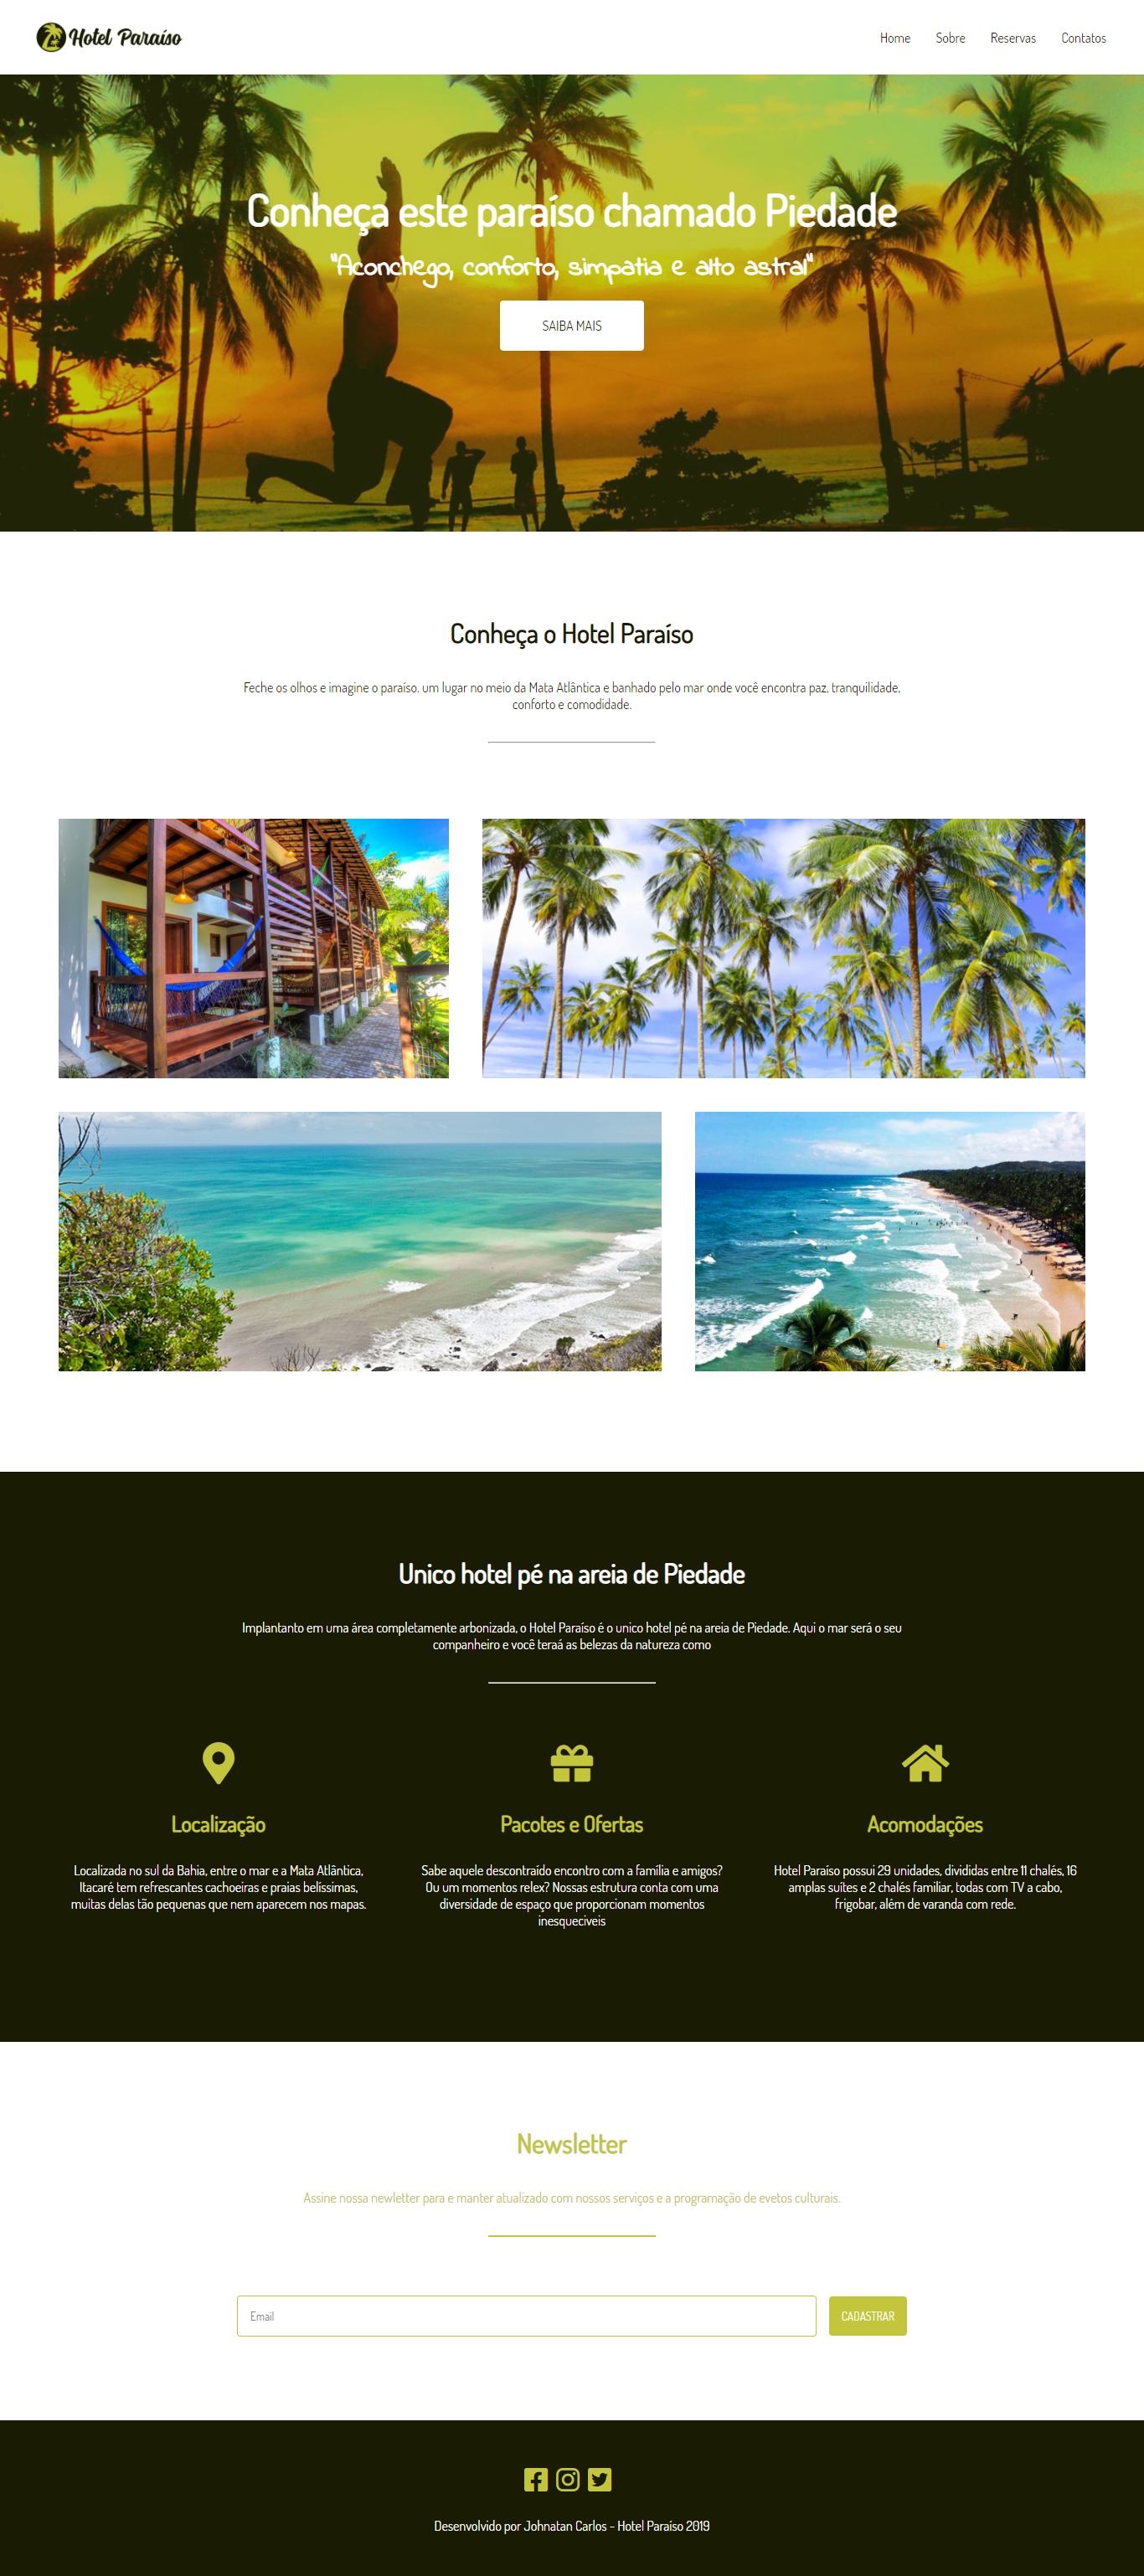 Hotel Paraíso
Home Sobre Reservas Contatos
Conheça este paraíso chamado Piedade
"Aconchego, conforto, simpatia e alto astral"
SAIBA MAIS
Conheça o Hotel Paraíso
Feche os olhos e imagine o paraíso. um lugar no meio da Mata Atlântica e banhado pelo mar onde você encontra paz, tranquilidade,
conforto e comodidade.
Unico hotel pé na areia de Piedade
Implantanto em uma área completamente arbonizada, o Hotel Paraíso é o unico hotel pé na areia de Piedade. Aqui o mar será o seu
companheiro e você teraá as belezas da natureza como
Localização
Localizada no sul da Bahia, entre o mar e a Mata Atlântica,
Itacaré tem refrescantes cachoeiras e praias belíssimas,
muitas delas tão pequenas que nem aparecem nos mapas.
Pacotes e Ofertas
Sabe aquele descontraído encontro com a família e amigos?
Ou um momentos relex? Nossas estrutura conta com uma
diversidade de espaço que proporcionam momentos
inesqueciveis
Acomodações
Hotel Paraíso possui 29 unidades, divididas entre 11 chalés, 16
amplas suítes e 2 chalés familiar, todas com TV a cabo,
frigobar, além de varanda com rede.
Newsletter
Assine nossa newletter para e manter atualizado com nossos serviços e a programação de evetos culturais.
Email
CADASTRAR
Desenvolvido por Johnatan Carlos - Hotel Paraíso 2019